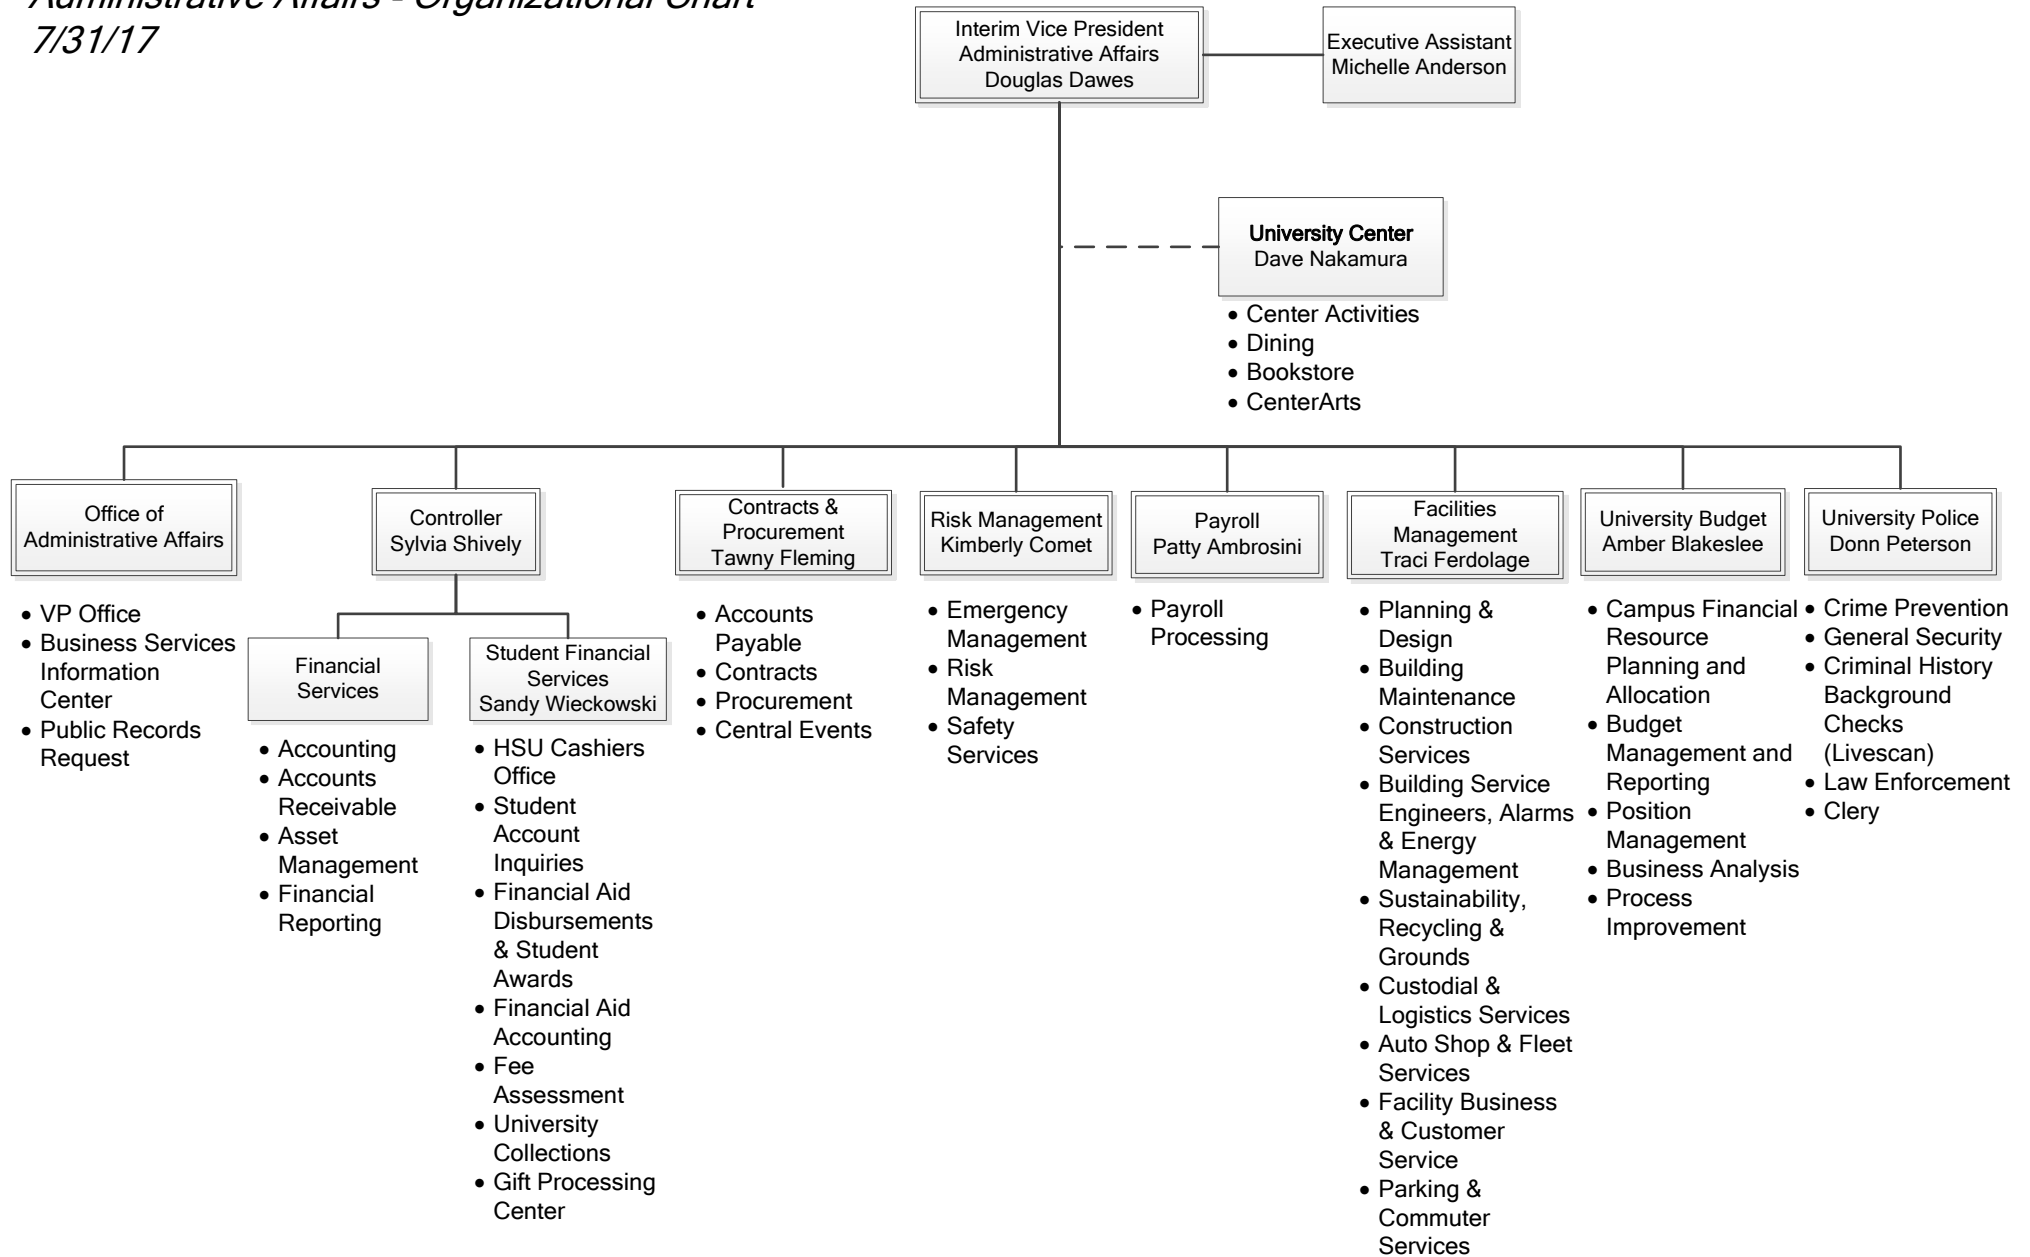 Administrative Affairs - Organizational Chart
7/31/17
Interim Vice President
Administrative Affairs
Douglas Dawes
Executive Assistant
Michelle Anderson
University Center
Dave Nakamura
• Center Activities
• Dining
• Bookstore
• CenterArts
Office of
Administrative Affairs
• VP Office
• Business Services
Information
Center
• Public Records
Request
Controller
Sylvia Shively
Financial
Services
• Accounting
• Accounts
Receivable
• Asset
Management
• Financial
Reporting
Student Financial
Services
Sandy Wieckowski
• HSU Cashiers
Office
• Student
Account
Inquiries
• Financial Aid
Disbursements
& Student
Awards
• Financial Aid
Accounting
• Fee
Assessment
• University
Collections
• Gift Processing
Center
Contracts &
Procurement
Tawny Fleming
• Accounts
Payable
• Contracts
• Procurement
• Central Events
Risk Management
Kimberly Comet
• Emergency
Management
• Risk
Management
• Safety
Services
Payroll
Patty Ambrosini
• Payroll
Processing
Facilities
Management
Traci Ferdolage
• Planning &
Design
• Building
Maintenance
• Construction
Services
• Building Service
Engineers, Alarms
& Energy
Management
• Sustainability,
Recycling &
Grounds
• Custodial &
Logistics Services
• Auto Shop & Fleet
Services
• Facility Business
& Customer
Service
• Parking &
Commuter
Services
University Budget
Amber Blakeslee
• Campus Financial
Resource
Planning and
Allocation
• Budget
Management and
Reporting
• Position
Management
• Business Analysis
• Process
Improvement
University Police
Donn Peterson
• Crime Prevention
• General Security
• Criminal History
Background
Checks
(Livescan)
• Law Enforcement
• Clery